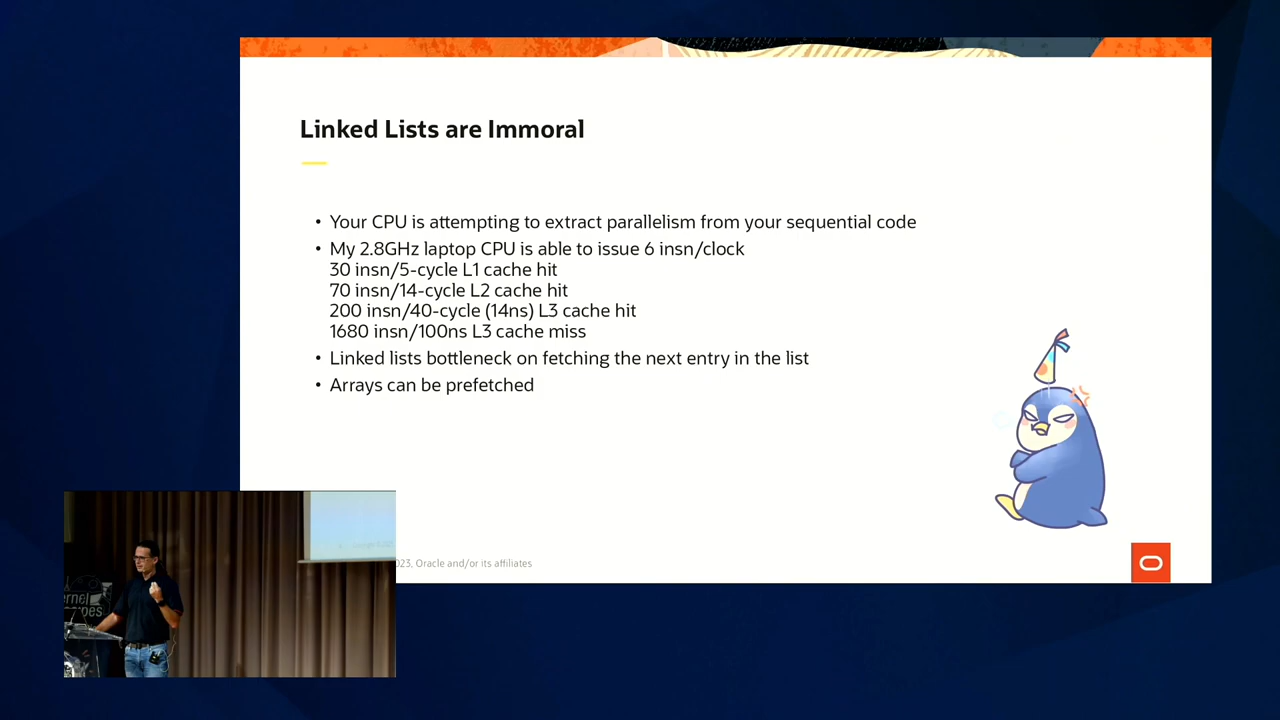 Linked Lists are Immoral
• Your CPU is attempting to extract parallelism from your sequential code
• My 2.8GHz laptop CPU is able to issue 6 insn/clock
30 insn/5-cycle L1 cache hit
70 insn/14-cycle L2 cache hit
200 insn/40-cycle (14ns) L3 cache hit
1680 insn/100ns L3 cache miss
• Linked lists bottleneck on fetching the next entry in the list
• Arrays can be prefetched
023, Oracle and/or its affiliates
ernel